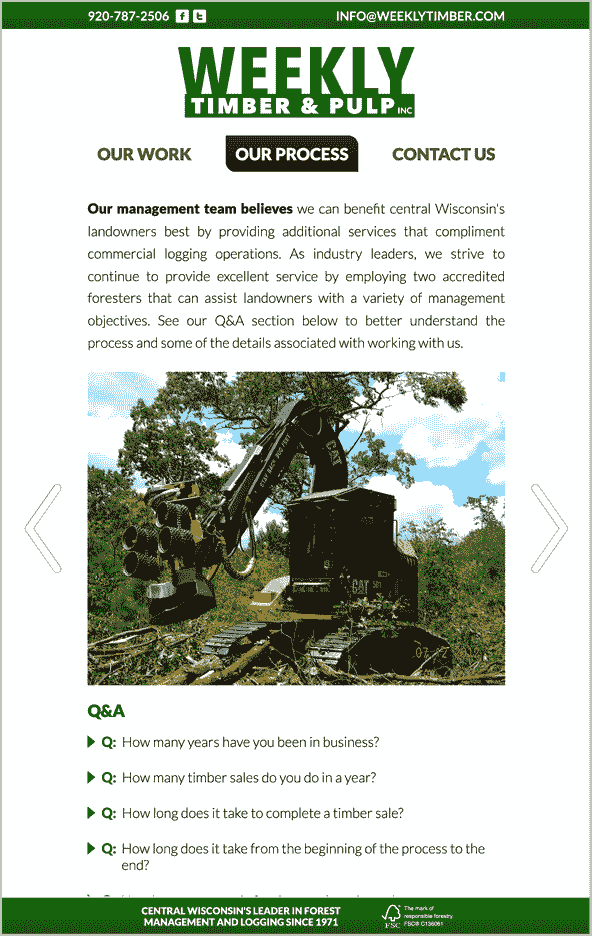 920-787-2506
INFO@WEEKLYTIMBER.COM
WEEKLY
TIMBER & PULP INC
OUR WORK
OUR PROCESS
CONTACT US
Our management team believes we can benefit central Wisconsin's
landowners best by providing additional services that compliment
commercial logging operations. As industry leaders, we strive to
continue to provide excellent service by employing two accredited
foresters that can assist landowners with a variety of management
objectives. See our Q&A section below to better understand the
process and some of the details associated with working with us.
CAT
CAT
Q&A
Q: How many years have you been in business?
Q: How many timber sales do you do in a year?
Q: How long does it take to complete a timber sale?
Q: How long does it take from the beginning of the process to the
end?
CENTRAL WISCONSIN'S LEADER IN FOREST
MANAGEMENT AND LOGGING SINCE 1971
FSC
The mark of
responsible forestry
FSC® C136061